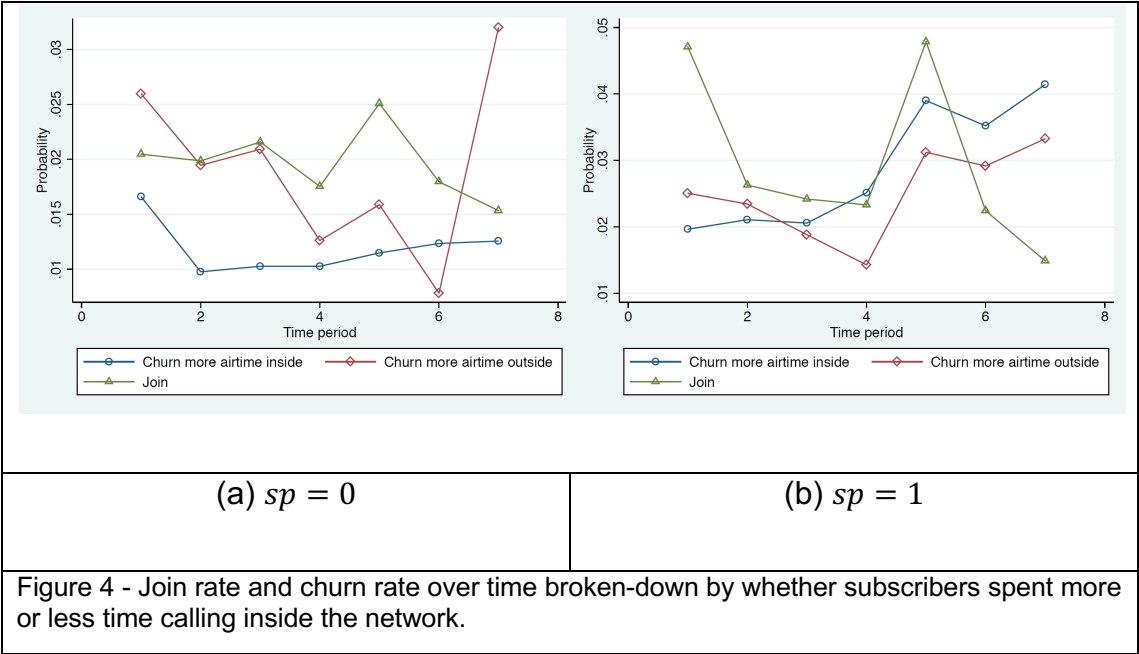 Probability
.03
.025
.02
.015
.01
0 2 4 6 8
Time period
Churn more airtime inside Churn more airtime outside
Join
Probability
.05
.04
.03
.02
.01
0 2 4 6 8
Time period
Churn more airtime inside Churn more airtime outside
Join
(a) sp = 0
(b) sp = 1
Figure 4 - Join rate and churn rate over time broken-down by whether subscribers spent more
or less time calling inside the network.